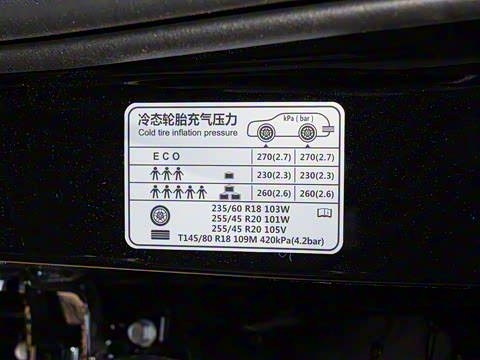 冷态轮胎充气压力
Cold tire inflation pressure
kPa ( bar )
ECO 270(2.7) 270(2.7)
230(2.3) 230(2.3)
260(2.6) 260(2.6)
235/60 R18 103W
255/45 R20 101W
255/45 R20 105V
T145/80 R18 109M 420kPa(4.2bar)